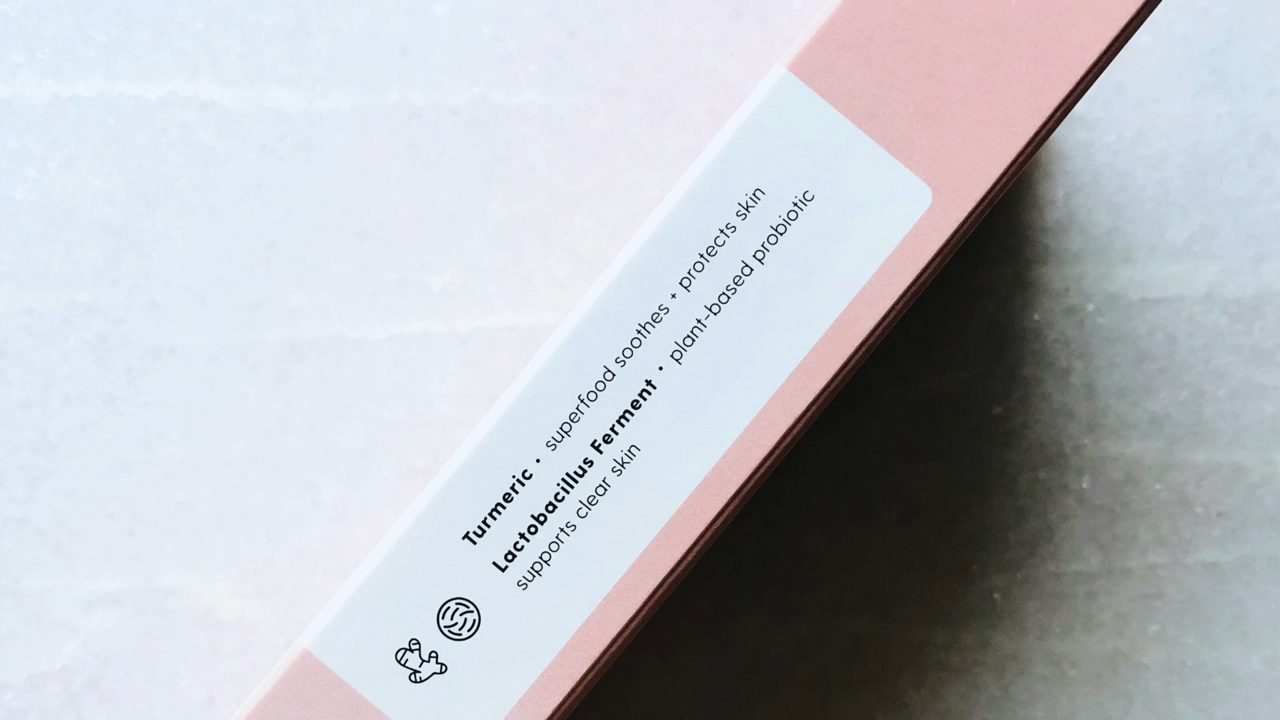 Turmeric • superfood soothes + protects skin
Lactobacillus Ferment • plant-based probiotic
supports clear skin